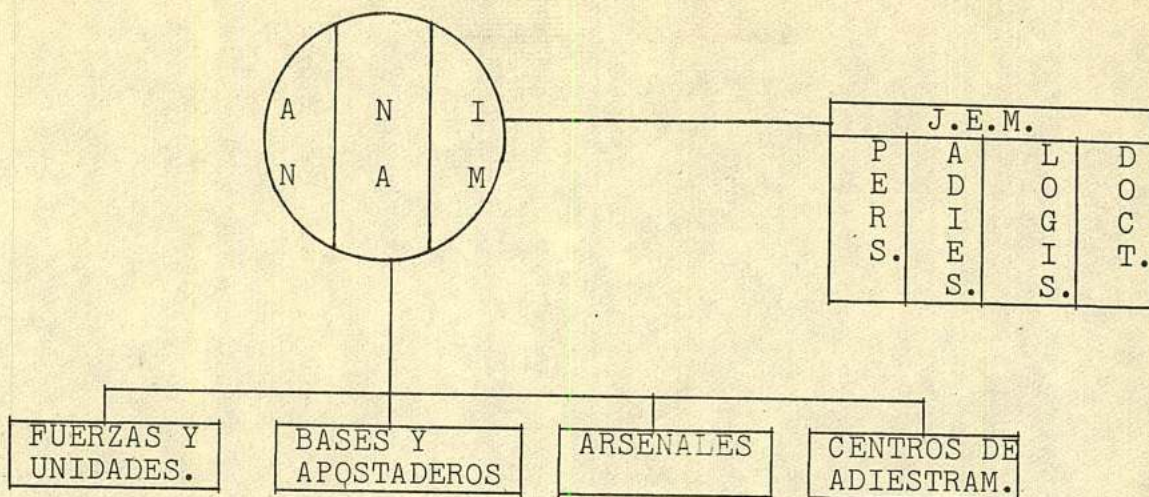 A N I
N A M
J.E.M.
PERS.
ADIES.
LOGIS.
DOCT.
FUERZAS Y
UNIDADES.
BASES Y
APOSTADEROS
ARSENALES
CENTROS DE
ADIESTRAM.